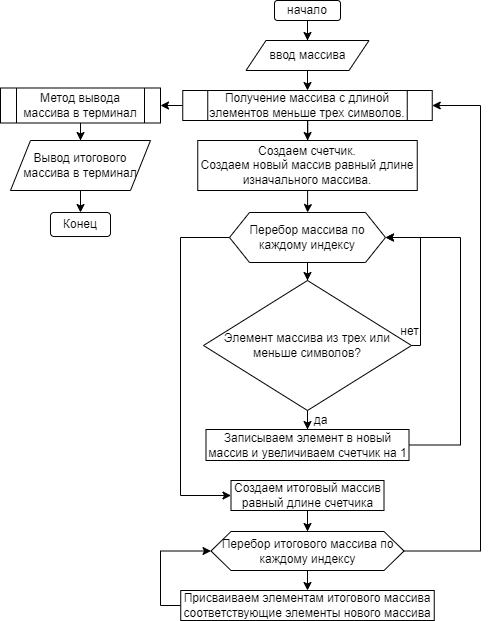 начало
ввод массива
Метод вывода
массива в терминал
Получение массива с длиной
элементов меньше трех символов.
Вывод итогового
массива в терминал
Создаем счетчик.
Создаем новый массив равный длине
изначального массива.
Конец
Перебор массива по
каждому индексу
Элемент массива из трех или
меньше символов?
нет
да
Записываем элемент в новый
массив и увеличиваем счетчик на 1
Создаем итоговый массив
равный длине счетчика
Перебор итогового массива по
каждому индексу
Присваиваем элементам итогового массива
соответствующие элементы нового массива